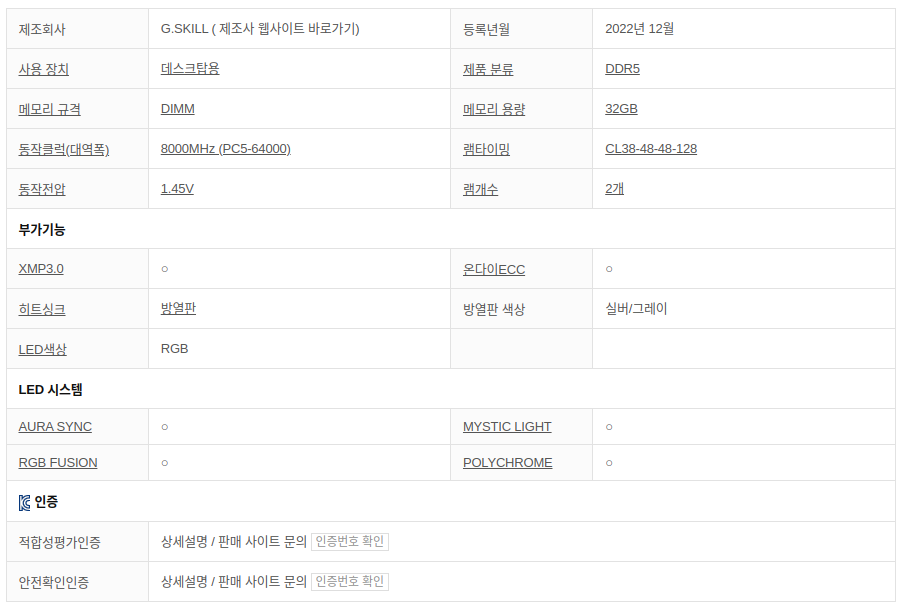 제조회사 G.SKILL ( 제조사 웹사이트 바로가기) 등록년월 2022년 12월
사용 장치 데스크탑용 제품 분류 DDR5
메모리 규격 DIMM 메모리 용량 32GB
동작클럭(대역폭) 8000MHz (PC5-64000) 램타이밍 CL38-48-48-128
동작전압 1.45V 램개수 2개
부가기능
XMP3.0 ○ 온다이ECC ○
히트싱크 방열판 방열판 색상 실버/그레이
LED색상 RGB
LED 시스템
AURA SYNC ○ MYSTIC LIGHT ○
RGB FUSION ○ POLYCHROME ○
KC 인증
적합성평가인증 상세설명 / 판매 사이트 문의 인증번호 확인
안전확인인증 상세설명 / 판매 사이트 문의 인증번호 확인